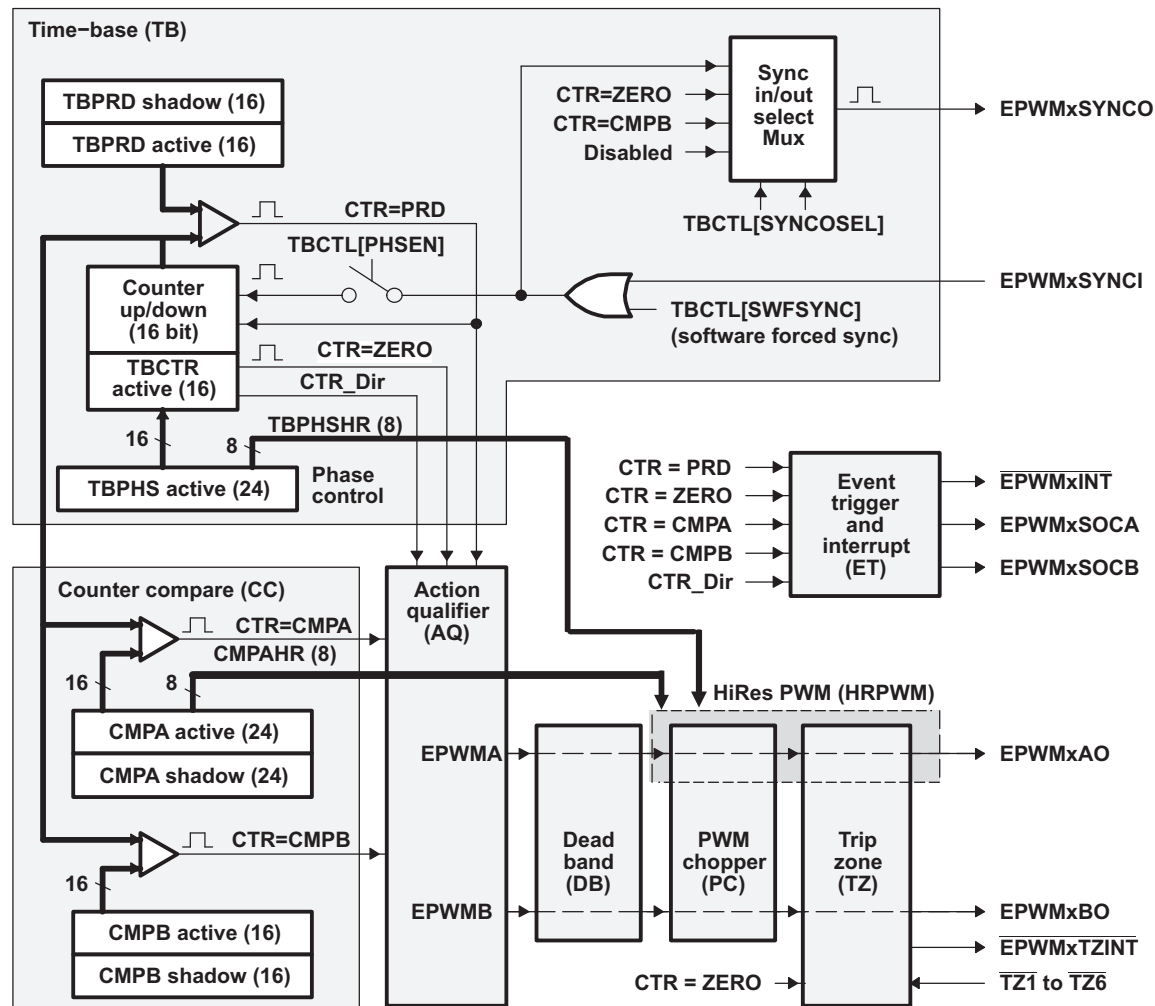 Time−base (TB)
TBPRD shadow (16)
TBPRD active (16)
CTR=PRD
TBCTL[PHSEN]
Counter
up/down
(16 bit)
TBCTR
active (16)
CTR=ZERO
CTR_Dir
16
8
TBPHSHR (8)
TBPHS active (24)
Phase
control
CTR=ZERO
CTR=CMPB
Disabled
Sync
in/out
select
Mux
TBCTL[SYNCOSEL]
EPWMxSYNCO
EPWMxSYNCI
TBCTL[SWFSYNC]
(software forced sync)
CTR = PRD
CTR = ZERO
CTR = CMPA
CTR = CMPB
CTR_Dir
Event
trigger
and
interrupt
(ET)
EPWMxINT
EPWMxSOCA
EPWMxSOCB
Counter compare (CC)
CTR=CMPA
CMPAHR (8)
16
8
CMPA active (24)
CMPA shadow (24)
CTR=CMPB
16
CMPB active (16)
CMPB shadow (16)
Action
qualifier
(AQ)
EPWMA
EPWMB
HiRes PWM (HRPWM)
Dead
band
(DB)
PWM
chopper
(PC)
Trip
zone
(TZ)
CTR = ZERO
EPWMxAO
EPWMxBO
EPWMxTZINT
TZ1 to TZ6